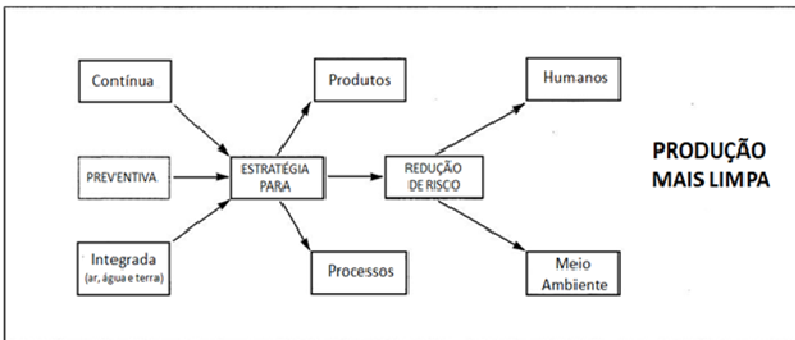 Contínua
Produtos
Humanos
PREVENTIVA
ESTRATÉGIA
PARA
REDUÇÃO
DE RISCO
PRODUÇÃO
MAIS LIMPA
Integrada
(ar, água e terra)
Processos
Meio
Ambiente